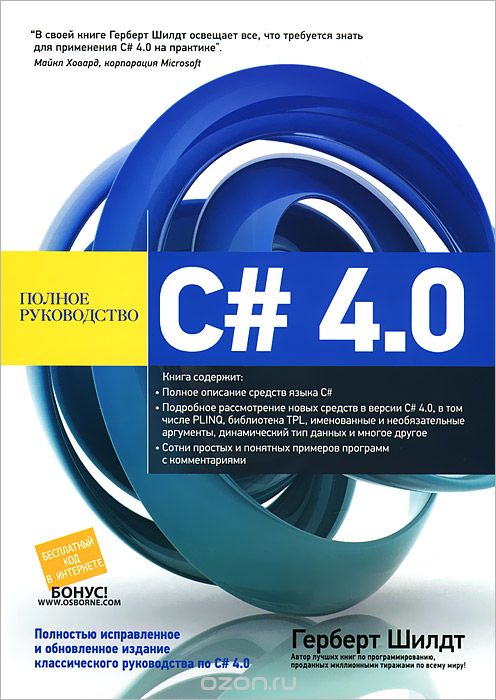 “В своей книге Герберт Шилдт освещает все, что требуется знать
для применения C# 4.0 на практике”.
Майкл Ховард, корпорация Microsoft
ПОЛНОЕ
РУКОВОДСТВО
C# 4.0
Книга содержит:
• Полное описание средств языка C#
• Подробное рассмотрение новых средств в версии C# 4.0, в том
числе PLINQ, библиотека TPL, именованные и необязательные
аргументы, динамический тип данных и многое другое
• Сотни простых и понятных примеров программ
с комментариями
БЕСПЛАТНЫЙ
КОД
В ИНТЕРНЕТЕ
БОНУС!
WWW.OSBORNE.COM
Полностью исправленное
и обновленное издание
классического руководства по C# 4.0
Герберт Шилдт
Автор лучших книг по программированию,
проданных миллионными тиражами по всему миру!
ozon.ru